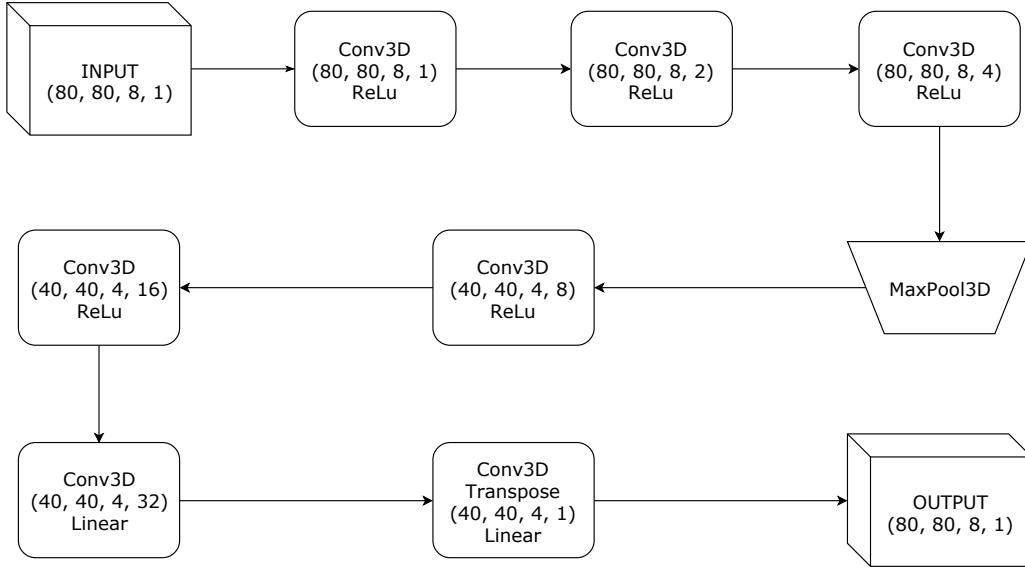 INPUT
(80, 80, 8, 1)
Conv3D
(80, 80, 8, 1)
ReLu
Conv3D
(80, 80, 8, 2)
ReLu
Conv3D
(80, 80, 8, 4)
ReLu
MaxPool3D
Conv3D
(40, 40, 4, 8)
ReLu
Conv3D
(40, 40, 4, 16)
ReLu
Conv3D
(40, 40, 4, 32)
Linear
Conv3D
Transpose
(40, 40, 4, 1)
Linear
OUTPUT
(80, 80, 8, 1)